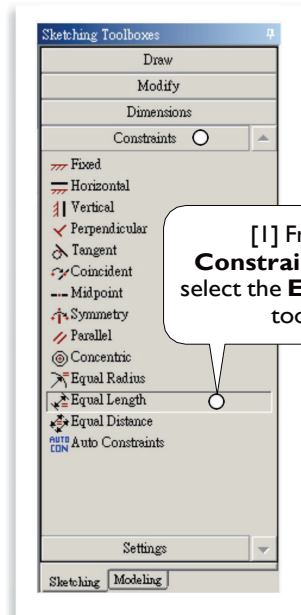 Sketching Toolboxes
Draw
Modify
Dimensions
Constraints
Fixed
Horizontal
Vertical
Perpendicular
Tangent
Coincident
Midpoint
Symmetry
Parallel
Concentric
Equal Radius
Equal Length
Equal Distance
AUTO CON Auto Constraints
Settings
Sketching Modeling
[1]
select the